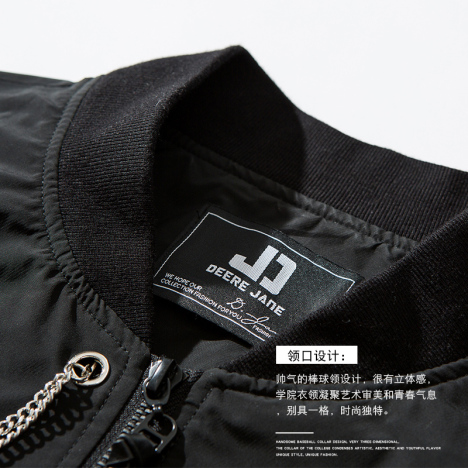 JD
DEERE JANE
WE HOPE OUR
COLLECTION FASHION FOR YOU
领口设计：
帅气的棒球领设计，很有立体感，
学院衣领凝聚艺术审美和青春气息
，别具一格，时尚独特。
HANDSOME BASEBALL COLLAR DESIGN, VERY THREE-DIMENSIONAL,
THE COLLAR OF THE COLLEGE CONDENSES ARTISTIC, AESTHETIC AND YOUTHFUL FLAVOR
UNIQUE STYLE, UNIQUE FASHION.